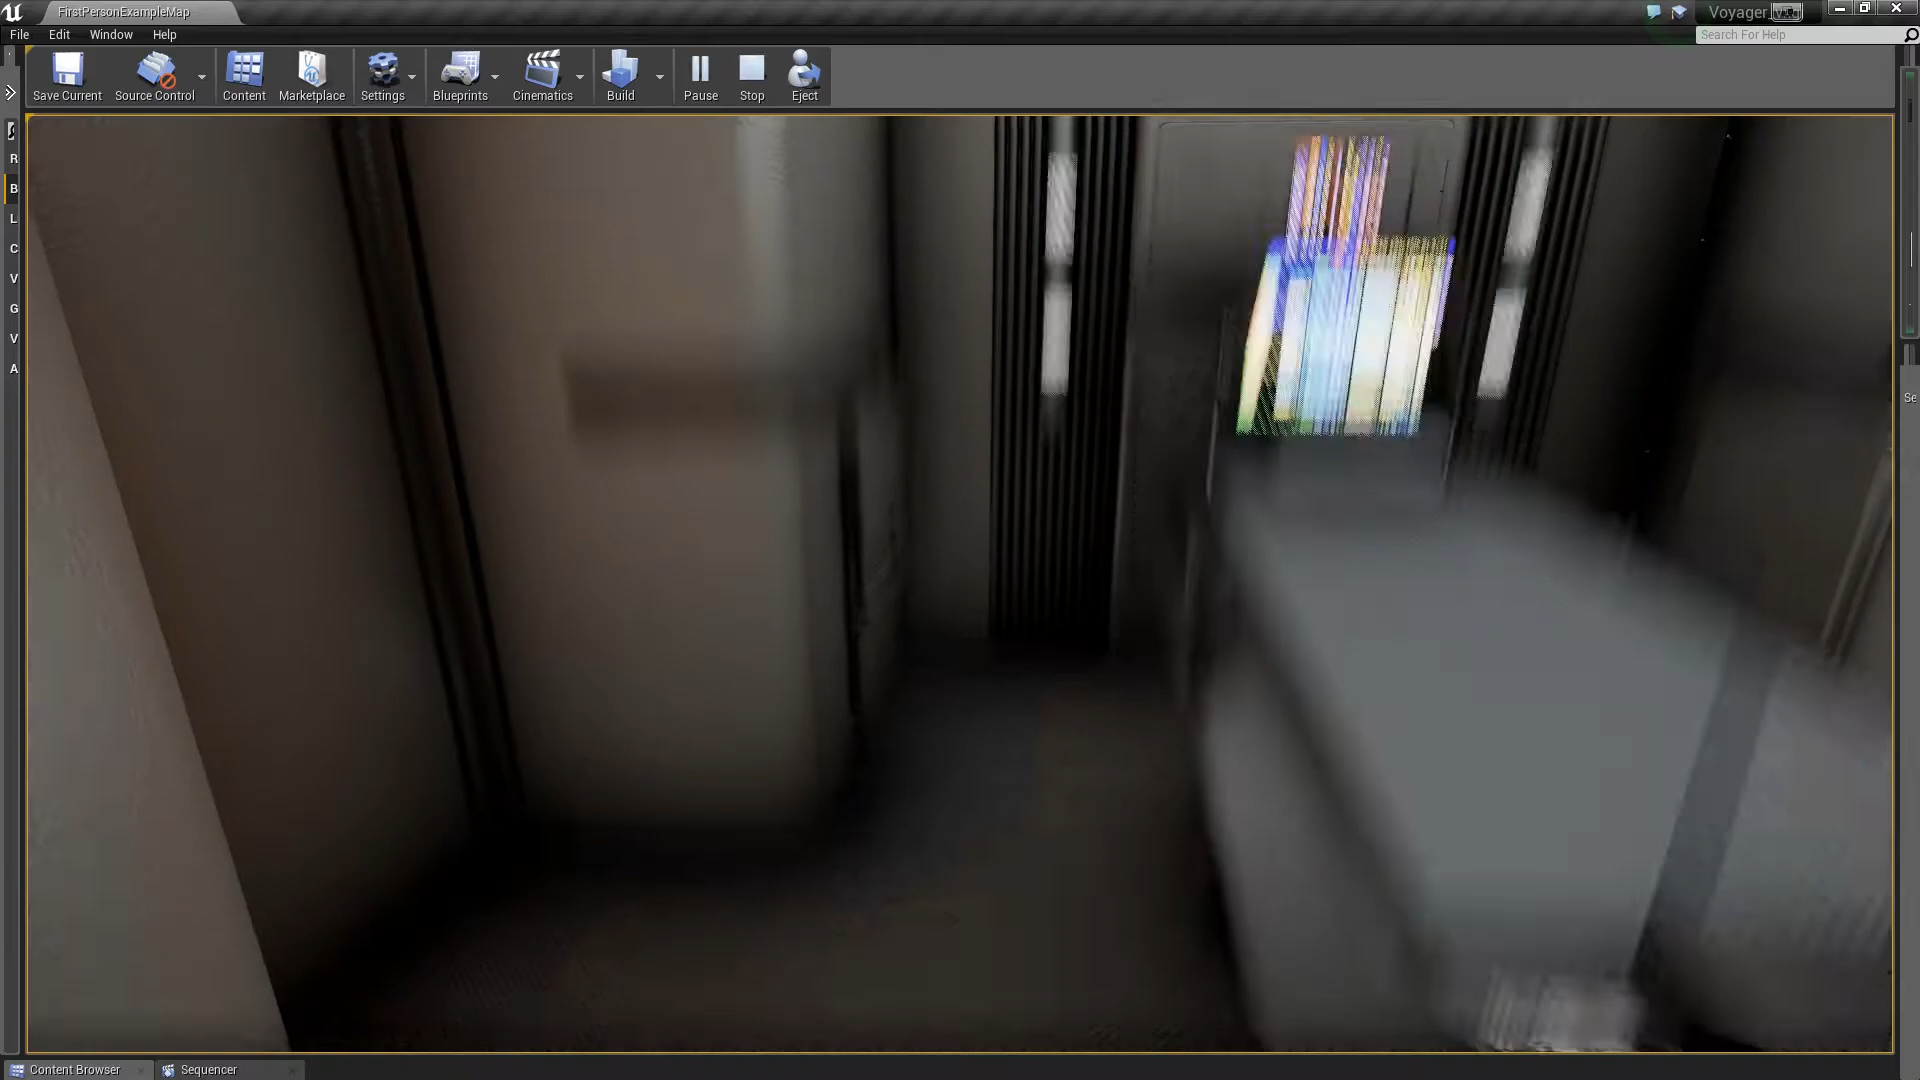 FirstPersonExampleMap
Voyager
File Edit Window Help
Search For Help
Save Current Source Control Content Marketplace Settings Blueprints Cinematics Build Pause Stop Eject
R
B
L
C
V
G
V
A
Se
Content Browser Sequencer